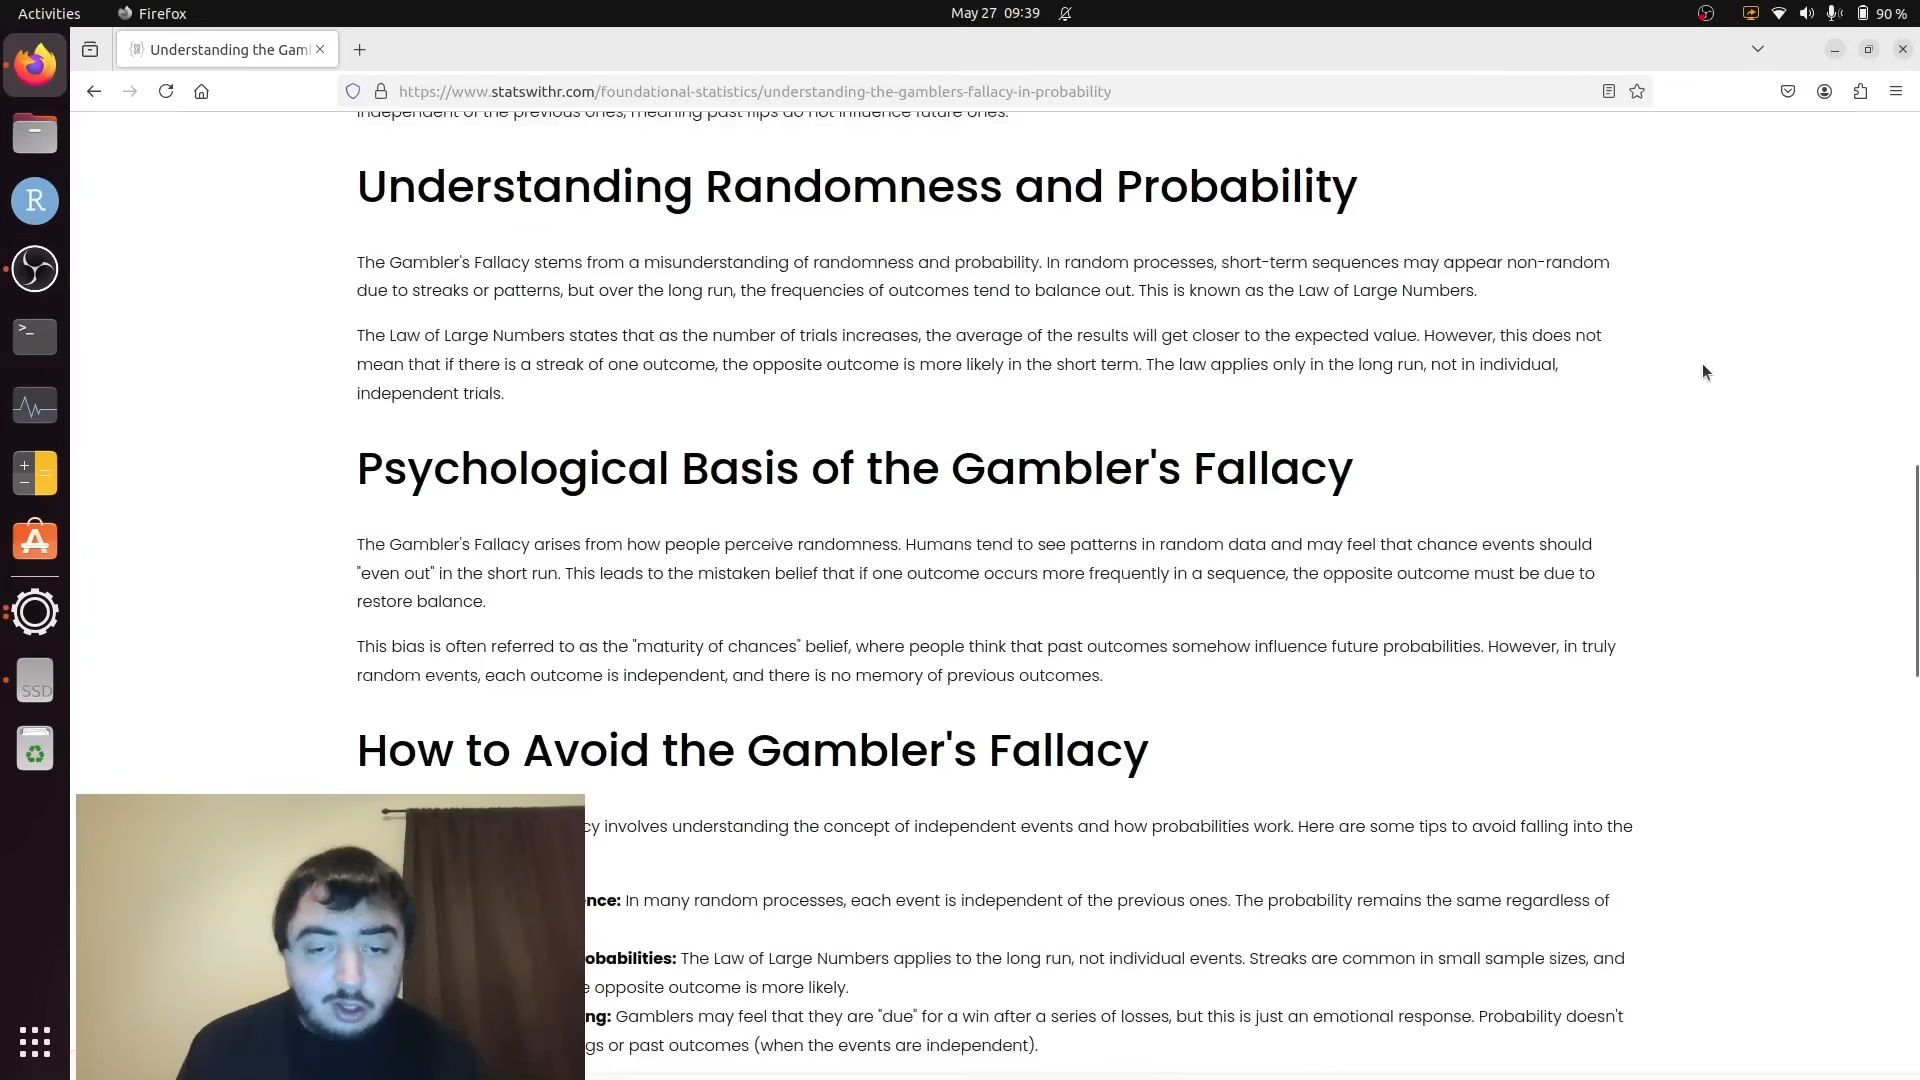 Activities
Firefox
May 27 09:39
90 %
Understanding the Gam
https://www.statswithr.com/foundational-statistics/understanding-the-gamblers-fallacy-in-probability
independent of the previous ones, meaning past flips do not influence future ones.
Understanding Randomness and Probability
The Gambler's Fallacy stems from a misunderstanding of randomness and probability. In random processes, short-term sequences may appear non-random
due to streaks or patterns, but over the long run, the frequencies of outcomes tend to balance out. This is known as the Law of Large Numbers.
The Law of Large Numbers states that as the number of trials increases, the average of the results will get closer to the expected value. However, this does not
mean that if there is a streak of one outcome, the opposite outcome is more likely in the short term. The law applies only in the long run, not in individual,
independent trials.
Psychological Basis of the Gambler's Fallacy
The Gambler's Fallacy arises from how people perceive randomness. Humans tend to see patterns in random data and may feel that chance events should
"even out" in the short run. This leads to the mistaken belief that if one outcome occurs more frequently in a sequence, the opposite outcome must be due to
restore balance.
This bias is often referred to as the "maturity of chances" belief, where people think that past outcomes somehow influence future probabilities. However, in truly
random events, each outcome is independent, and there is no memory of previous outcomes.
How to Avoid the Gambler's Fallacy
cy involves understanding the concept of independent events and how probabilities work. Here are some tips to avoid falling into the
nce: In many random processes, each event is independent of the previous ones. The probability remains the same regardless of
obabilities: The Law of Large Numbers applies to the long run, not individual events. Streaks are common in small sample sizes, and
e opposite outcome is more likely.
ng: Gamblers may feel that they are "due" for a win after a series of losses, but this is just an emotional response. Probability doesn't
gs or past outcomes (when the events are independent).
R
SSD